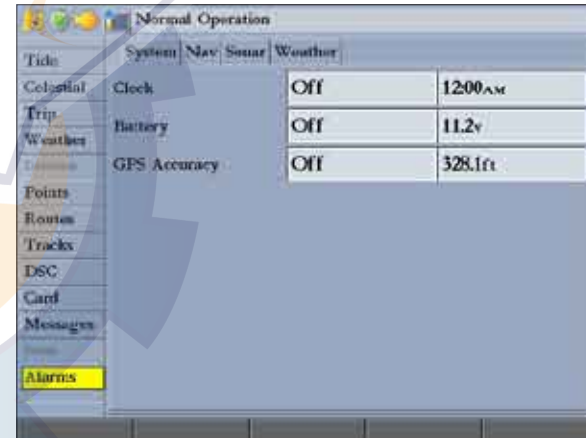 Normal Operation
System Nav Sonar Weather
Tide
Celestial
Trip
Weather
Points
Routes
Tracks
DSC
Card
Messages
Alarms
Clock Off 12:00AM
Battery Off 11.2v
GPS Accuracy Off 328.1ft